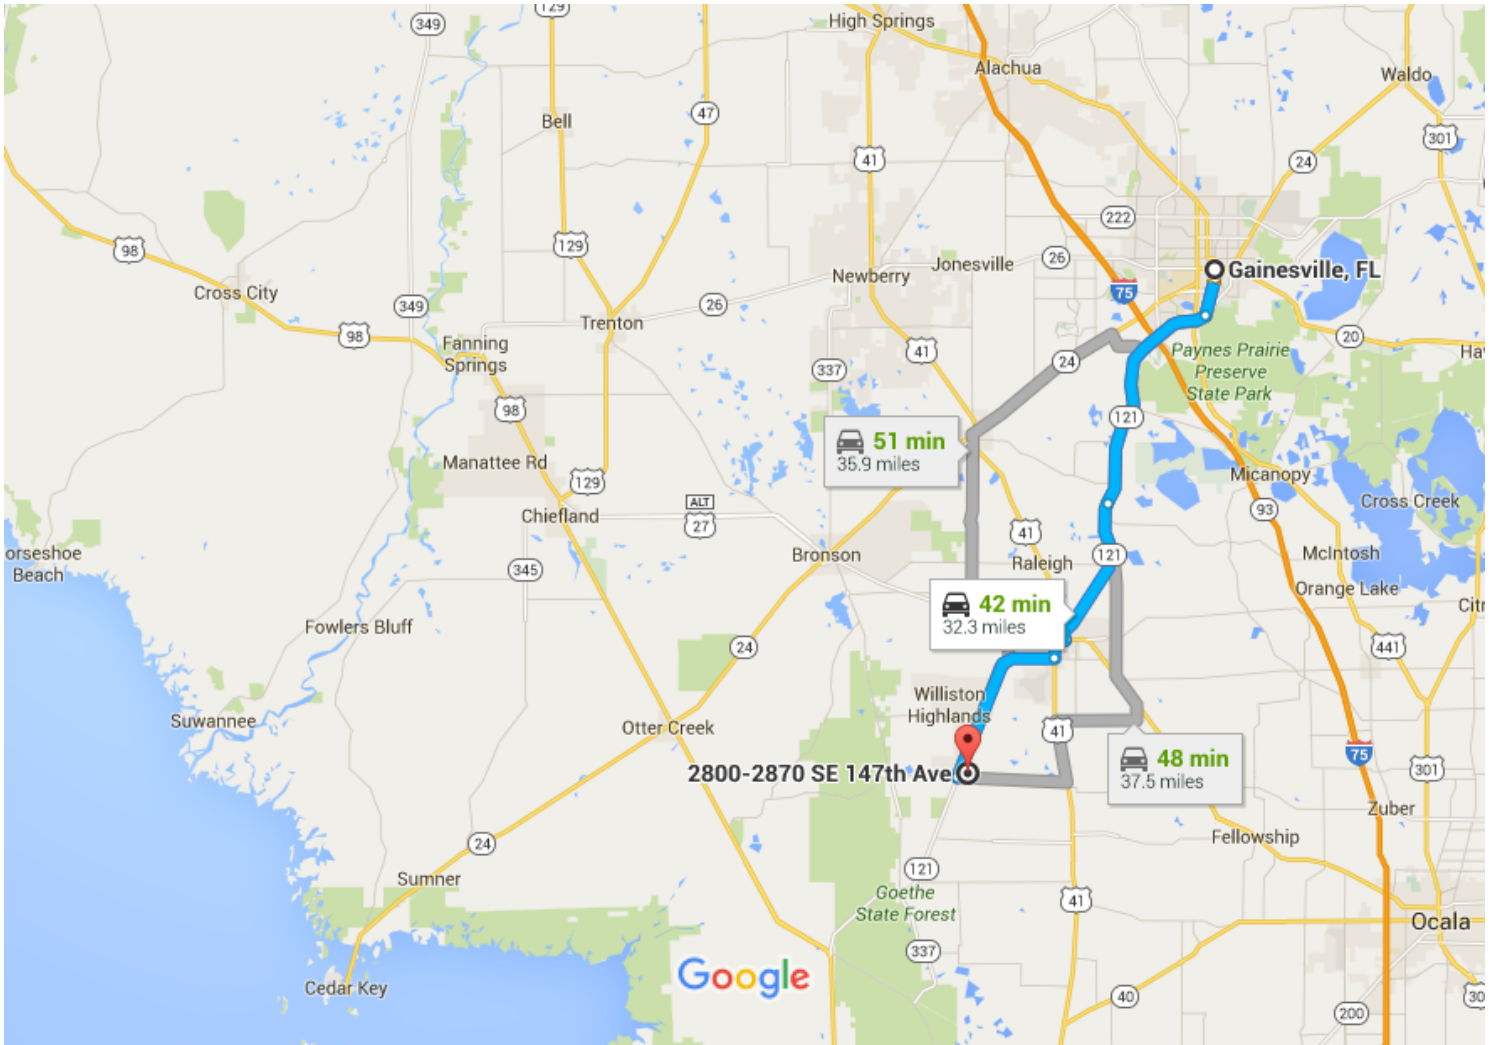 129
349
High Springs
Alachua
Waldo
Bell
47
301
41
24
222
98
129
Newberry
Jonesville
26
Gainesville, FL
75
Cross City
349
26
Trenton
98
Fanning
Springs
41
20
Ha
Paynes Prairie
Preserve
State Park
24
337
98
121
51 min
35.9 miles
Manattee Rd
129
Micanopy
Cross Creek
ALT
27
Chiefland
93
41
orseshoe
Beach
Bronson
121
Raleigh
McIntosh
345
Orange Lake
Citr
42 min
32.3 miles
Fowlers Bluff
24
441
Williston
Highlands
Suwannee
Otter Creek
41
2800-2870 SE 147th Ave
48 min
37.5 miles
75
301
Zuber
24
Fellowship
121
Sumner
Goethe
State Forest
41
Ocala
337
Google
Cedar Key
40
200
30